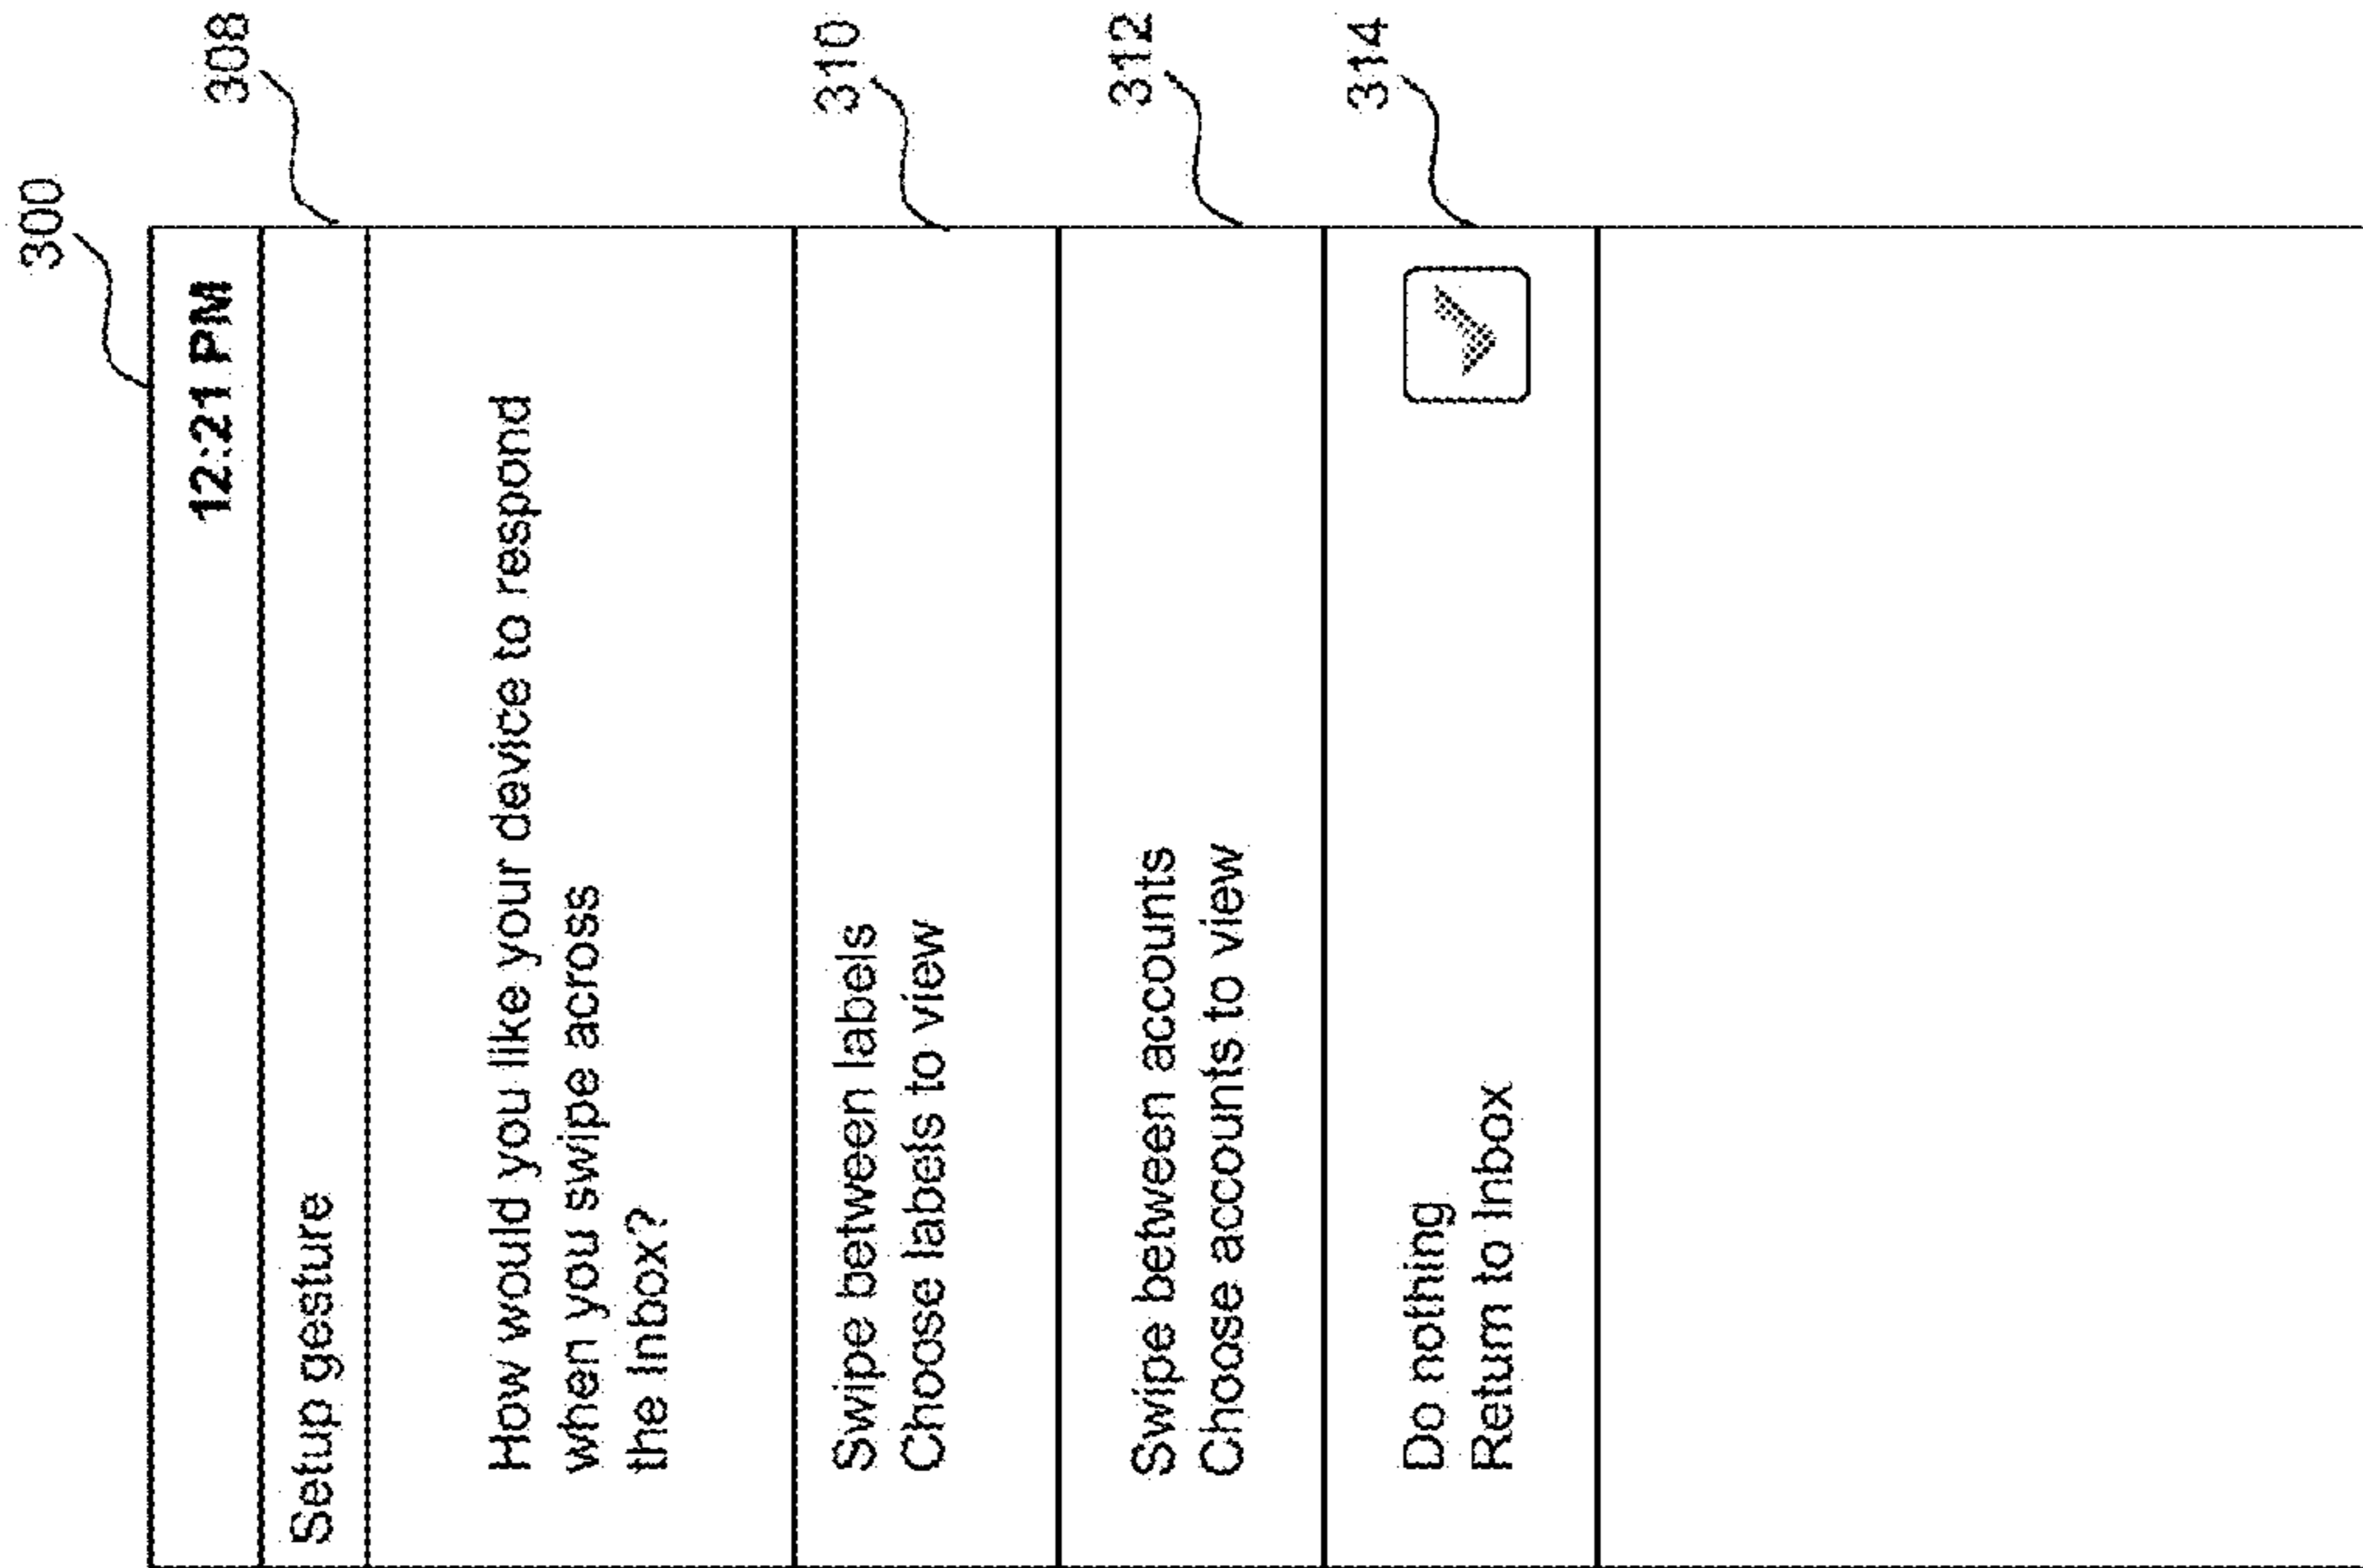 300
12:21 PM
308
Setup gesture
How would you like your device to respond
when you swipe across
the Inbox?
310
Swipe between labels
Choose labels to view
312
Swipe between accounts
Choose accounts to view
314
Do nothing
Return to Inbox